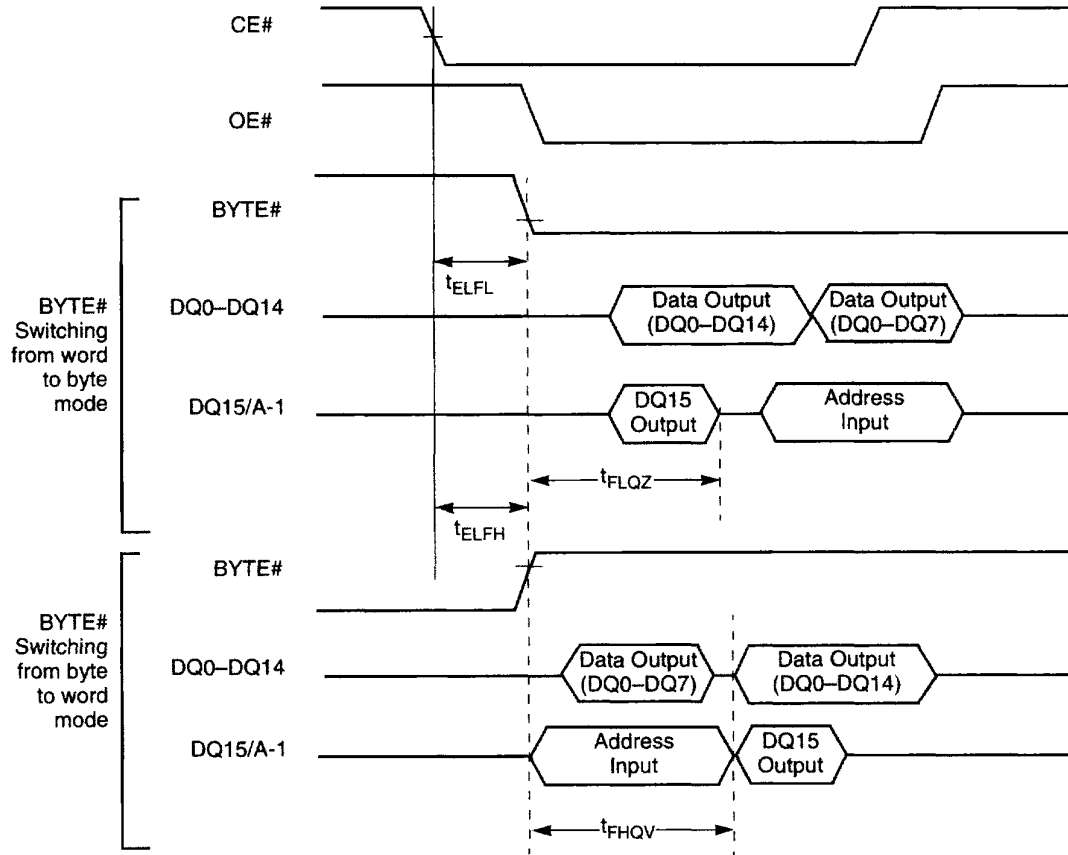 CE#
OE#
BYTE#
tELFL
BYTE#
Switching
from word
to byte
mode
DQ0–DQ14
Data Output
(DQ0–DQ14)
Data Output
(DQ0–DQ7)
DQ15/A-1
DQ15
Output
Address
Input
tFLQZ
tELFH
BYTE#
BYTE#
Switching
from byte
to word
mode
DQ0–DQ14
Data Output
(DQ0–DQ7)
Data Output
(DQ0–DQ14)
DQ15/A-1
Address
Input
DQ15
Output
tFHQV